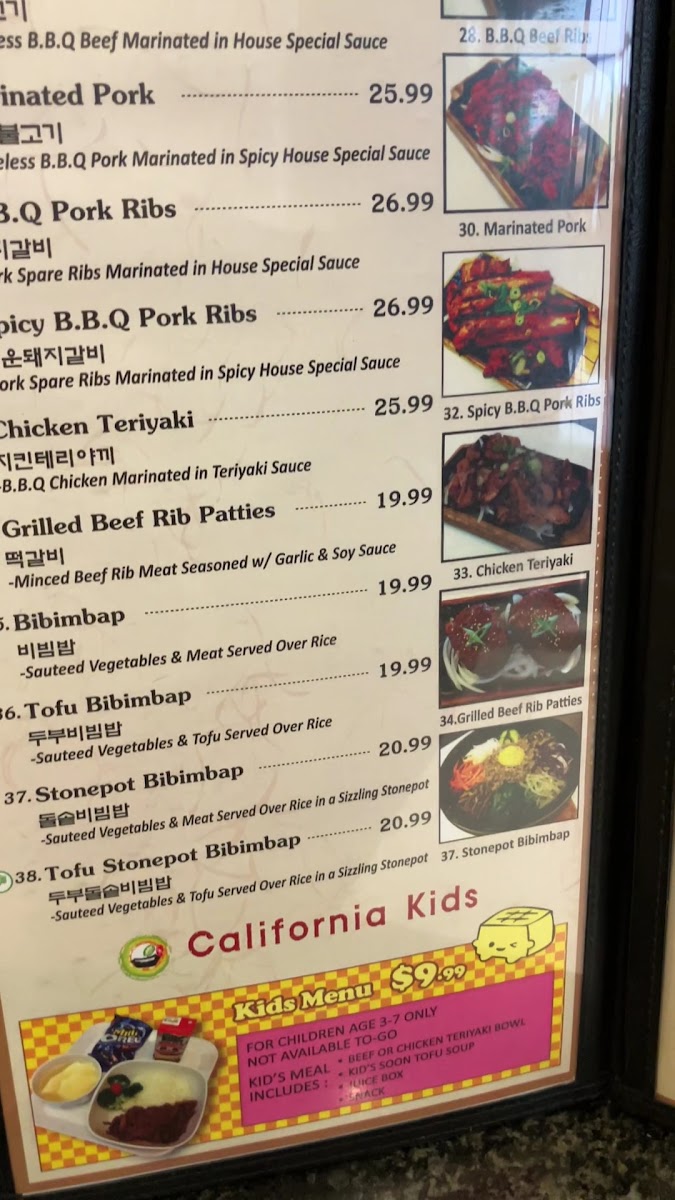 B.B.Q Beef Marinated in House Special Sauce
Pork 25.99
불고기
B.B.Q Pork Marinated in Spicy House Special Sauce
Pork Ribs 26.99
Spare Ribs Marinated in House Special Sauce
B.B.Q Pork Ribs 26.99
운돼지갈비
Spare Ribs Marinated in Spicy House Special Sauce
Chicken Teriyaki 25.99
치킨테리야끼
-B.B.Q Chicken Marinated in Teriyaki Sauce
Grilled Beef Rib Patties 19.99
떡갈비
-Minced Beef Rib Meat Seasoned w/ Garlic & Soy Sauce
Bibimbap 19.99
비빔밥
-Sauteed Vegetables & Meat Served Over Rice
36. Tofu Bibimbap 19.99
두부비빔밥
-Sauteed Vegetables & Tofu Served Over Rice
37. Stonepot Bibimbap 20.99
돌솥비빔밥
-Sauteed Vegetables & Meat Served Over Rice in a Sizzling Stonepot
38. Tofu Stonepot Bibimbap 20.99
두부돌솥비빔밥
-Sauteed Vegetables & Tofu Served Over Rice in a Sizzling Stonepot
28. B.B.Q Beef Ribs
30. Marinated Pork
32. Spicy B.B.Q Pork Ribs
33. Chicken Teriyaki
34.Grilled Beef Rib Patties
37. Stonepot Bibimbap
California Kids
Kids Menu $9.99
FOR CHILDREN AGE 3-7 ONLY
NOT AVAILABLE TO-GO
KID'S MEAL INCLUDES :
• BEEF OR CHICKEN TERIYAKI BOWL
• KID'S SOON TOFU SOUP
• JUICE BOX
• SNACK